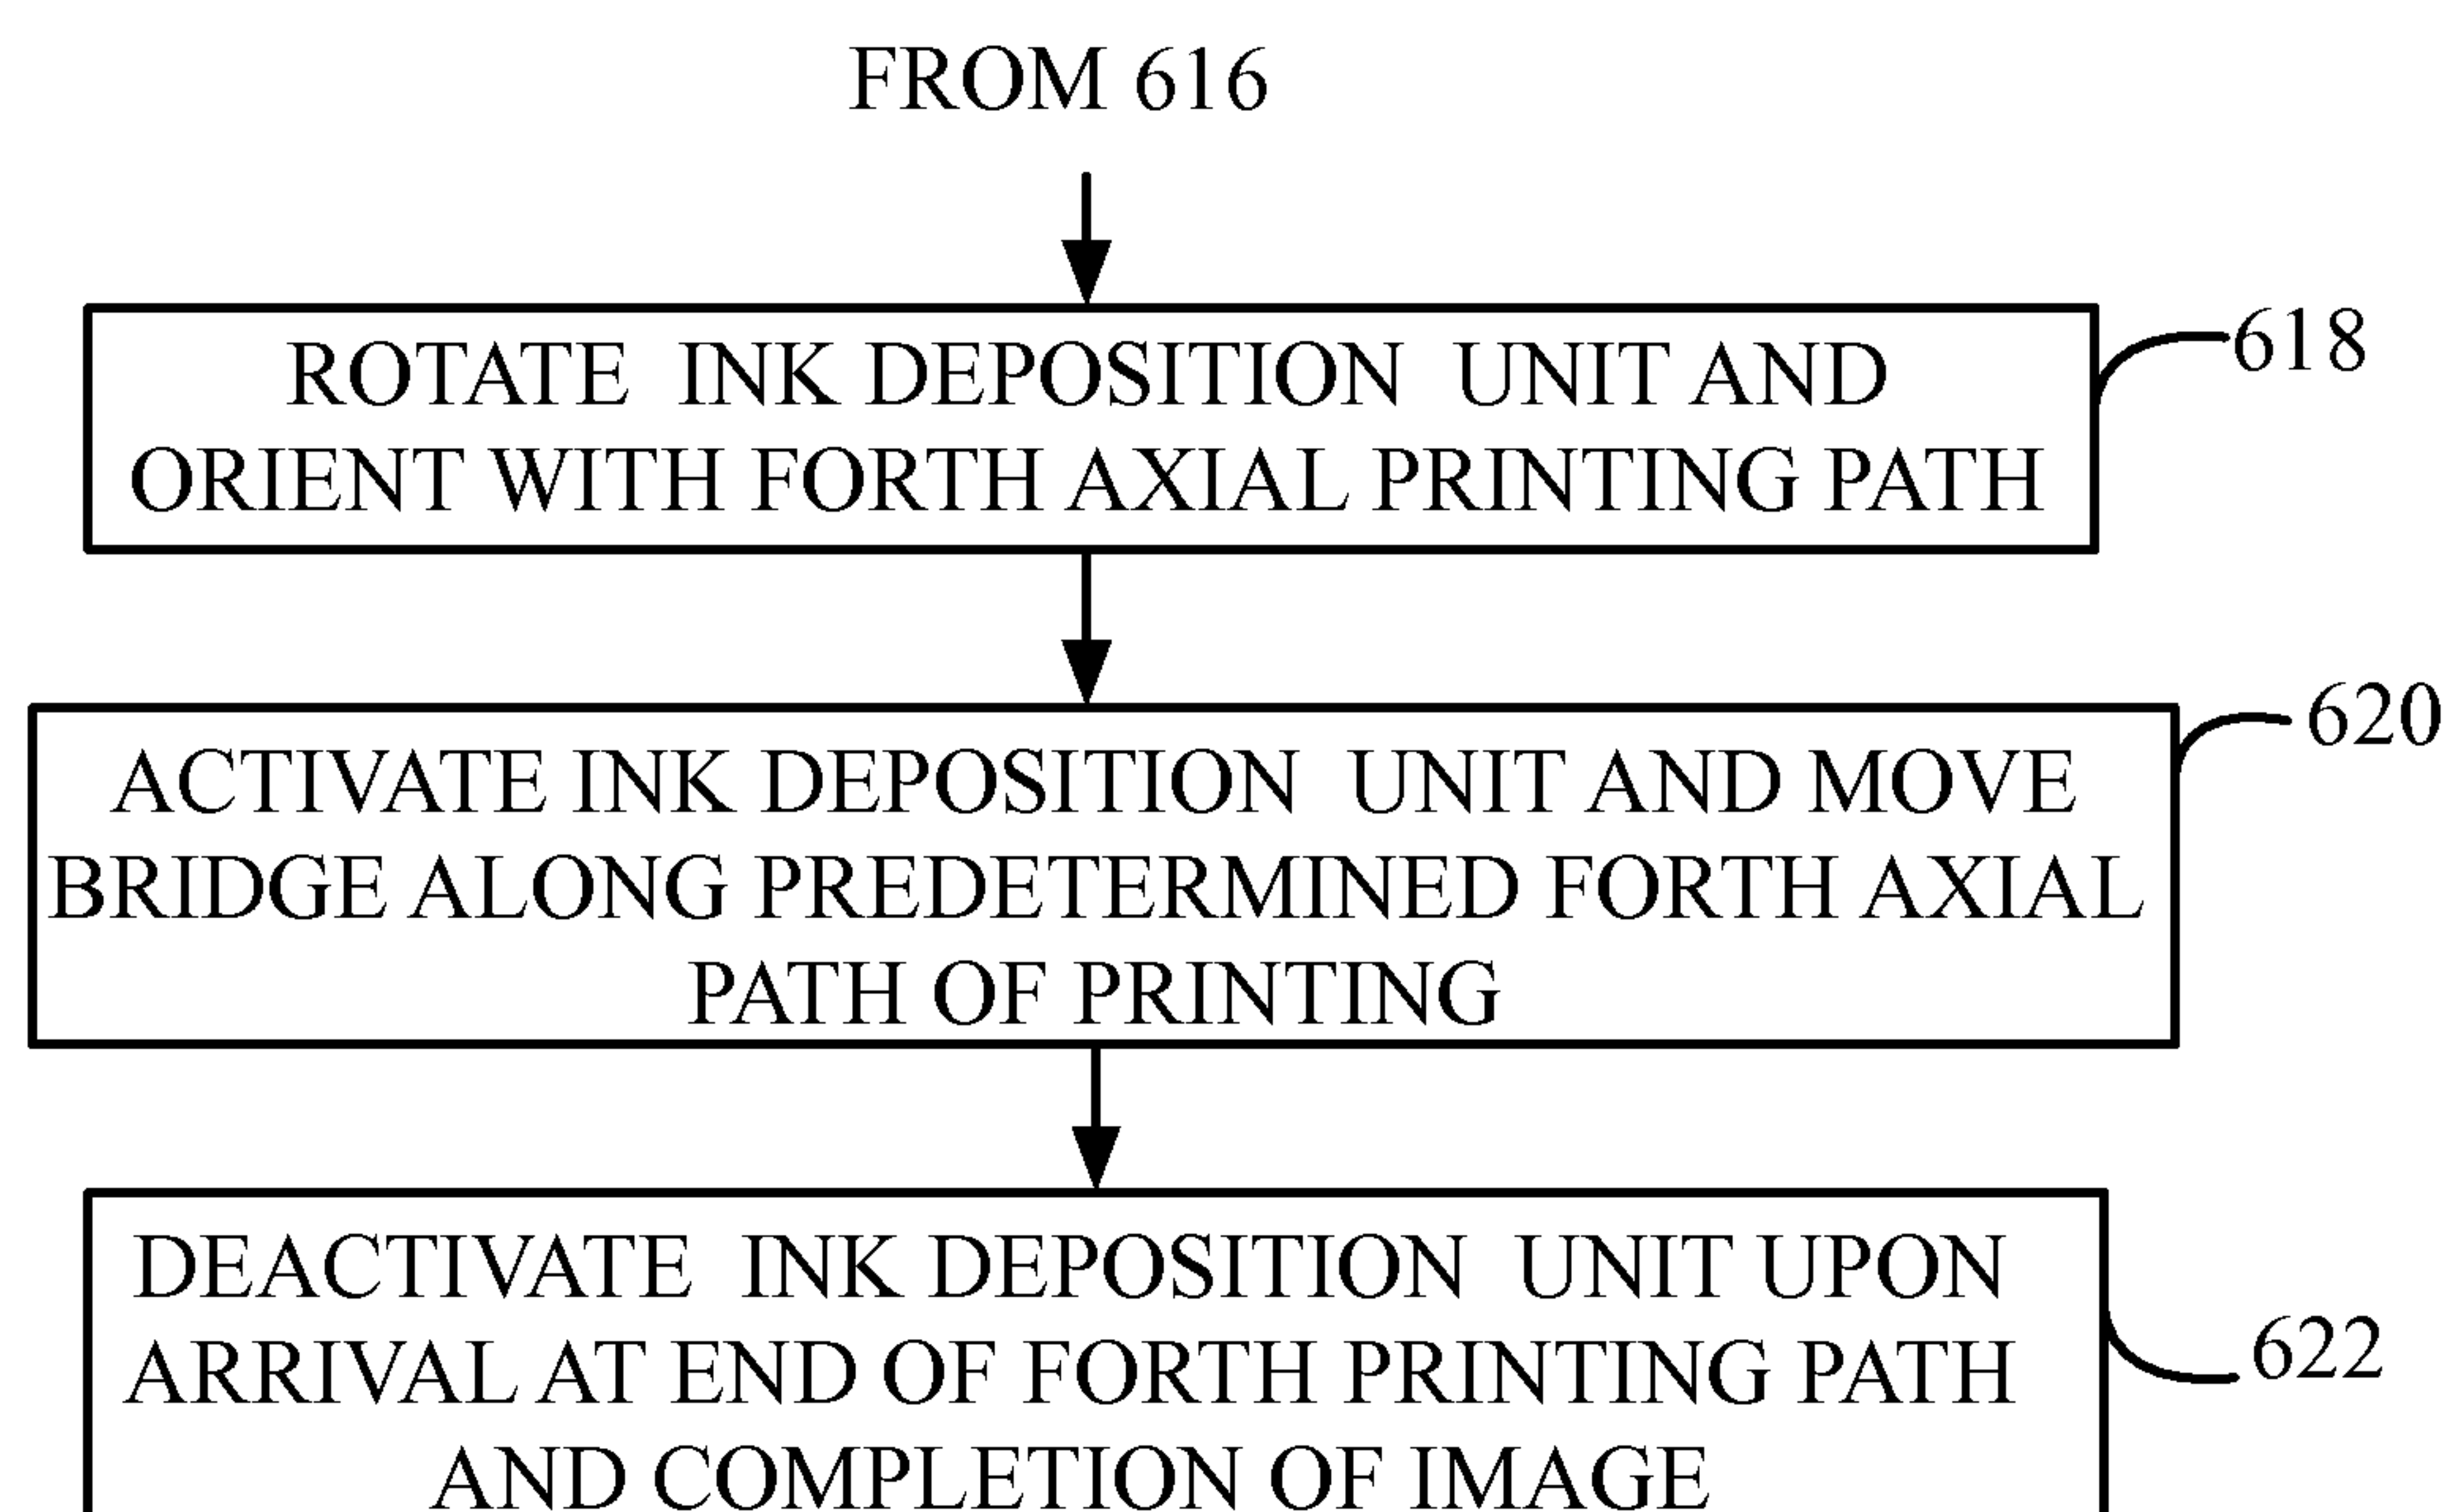 FROM 616
ROTATE INK DEPOSITION UNIT AND
ORIENT WITH FORTH AXIAL PRINTING PATH
618
ACTIVATE INK DEPOSITION UNIT AND MOVE
BRIDGE ALONG PREDETERMINED FORTH AXIAL
PATH OF PRINTING
620
DEACTIVATE INK DEPOSITION UNIT UPON
ARRIVAL AT END OF FORTH PRINTING PATH
AND COMPLETION OF IMAGE
622